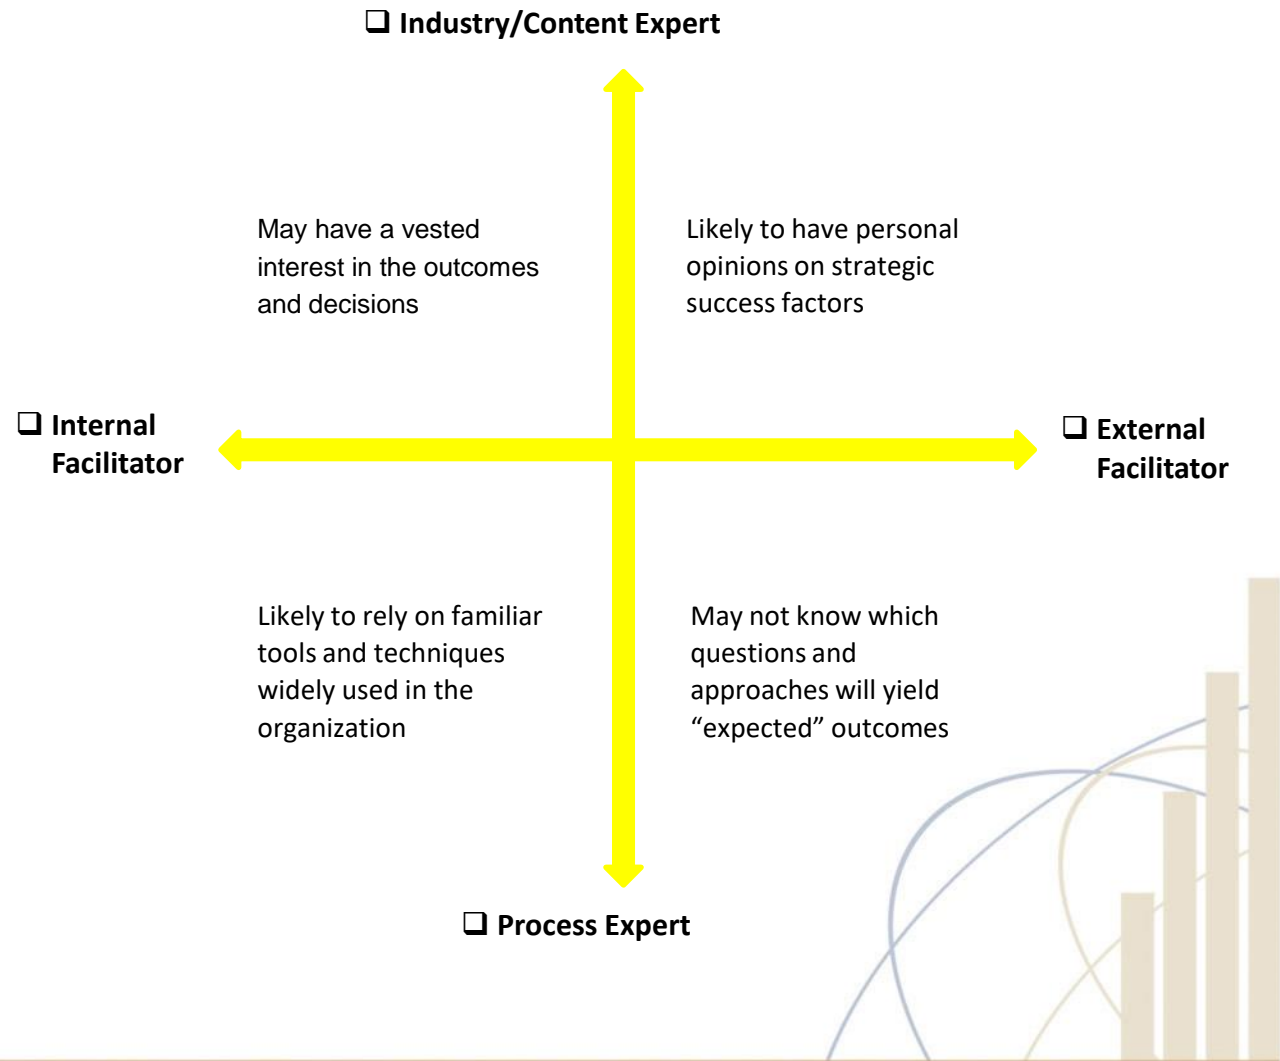 ❑ Industry/Content Expert
May have a vested
interest in the outcomes
and decisions
Likely to have personal
opinions on strategic
success factors
❑ Internal
Facilitator
❑ External
Facilitator
Likely to rely on familiar
tools and techniques
widely used in the
organization
May not know which
questions and
approaches will yield
“expected” outcomes
❑ Process Expert